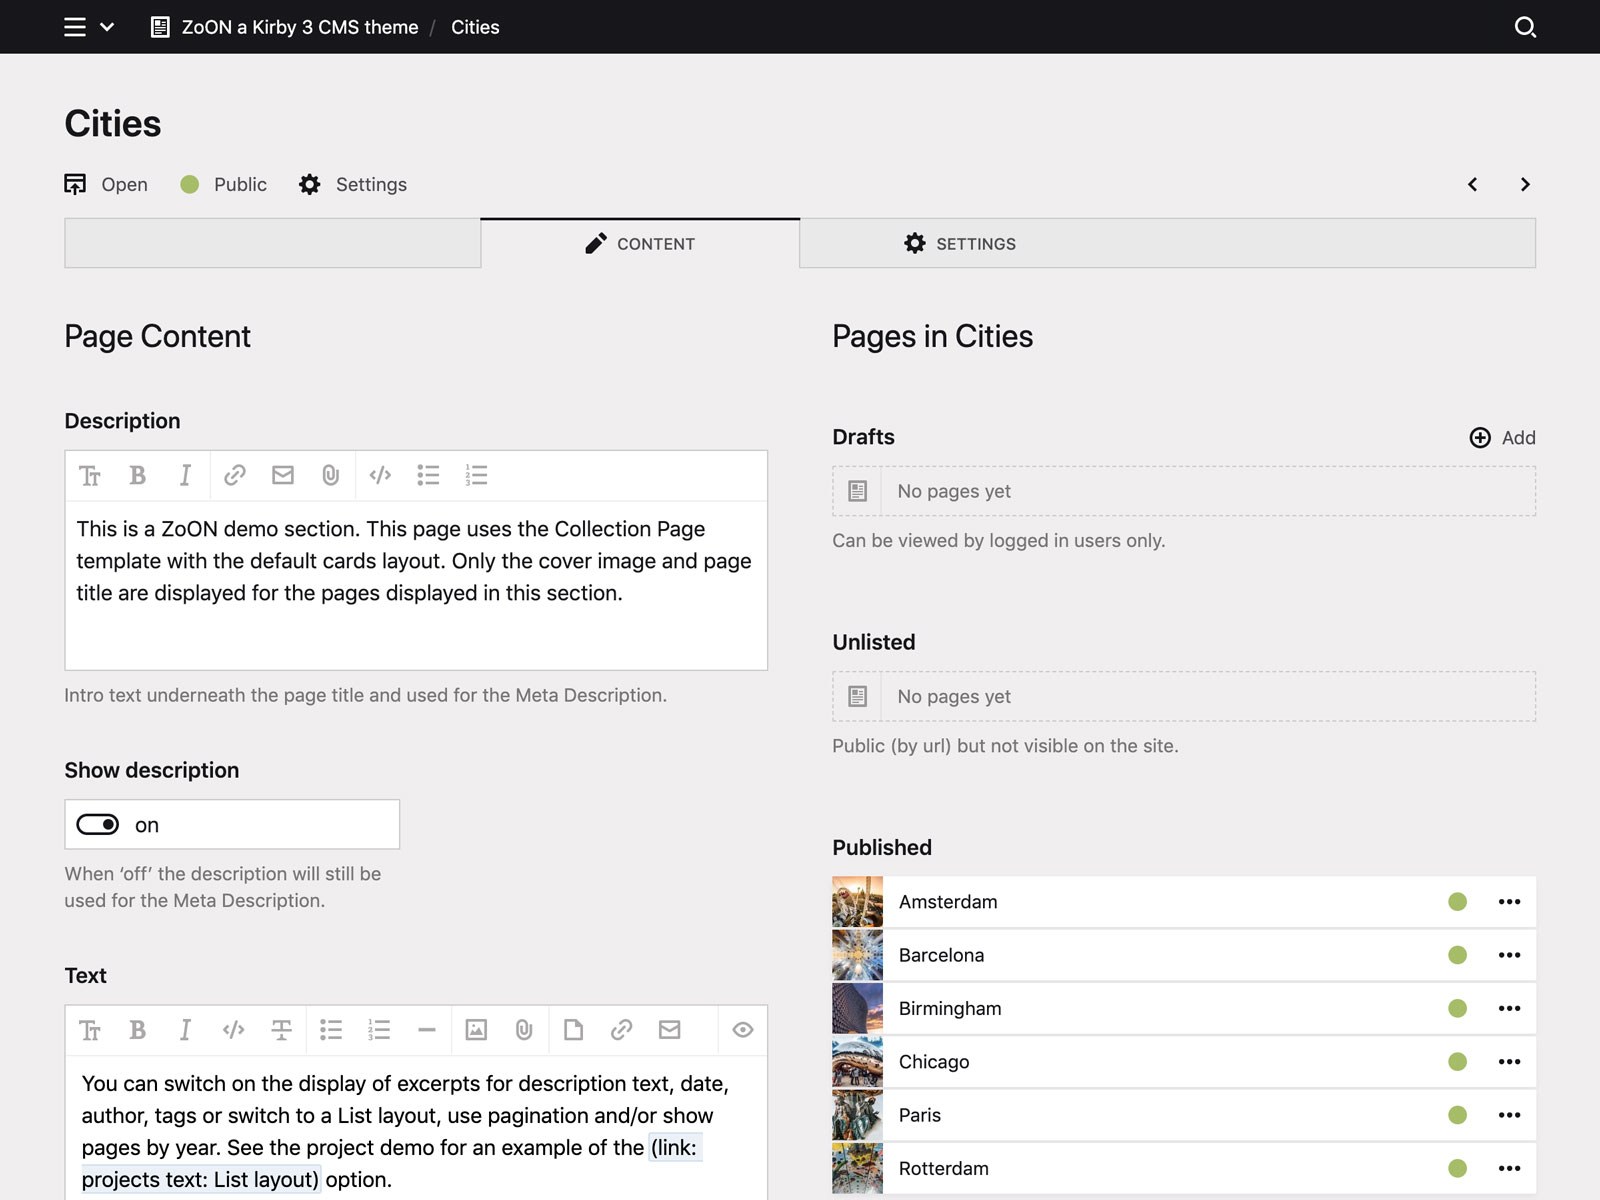 ZoON a Kirby 3 CMS theme / Cities
Cities
Open Public Settings
CONTENT SETTINGS
Page Content
Description
This is a ZoON demo section. This page uses the Collection Page
template with the default cards layout. Only the cover image and page
title are displayed for the pages displayed in this section.
Intro text underneath the page title and used for the Meta Description.
Show description
on
When ‘off’ the description will still be
used for the Meta Description.
Text
You can switch on the display of excerpts for description text, date,
author, tags or switch to a List layout, use pagination and/or show
pages by year. See the project demo for an example of the (link:
projects text: List layout) option.
Pages in Cities
Drafts
Add
No pages yet
Can be viewed by logged in users only.
Unlisted
No pages yet
Public (by url) but not visible on the site.
Published
Amsterdam
Barcelona
Birmingham
Chicago
Paris
Rotterdam